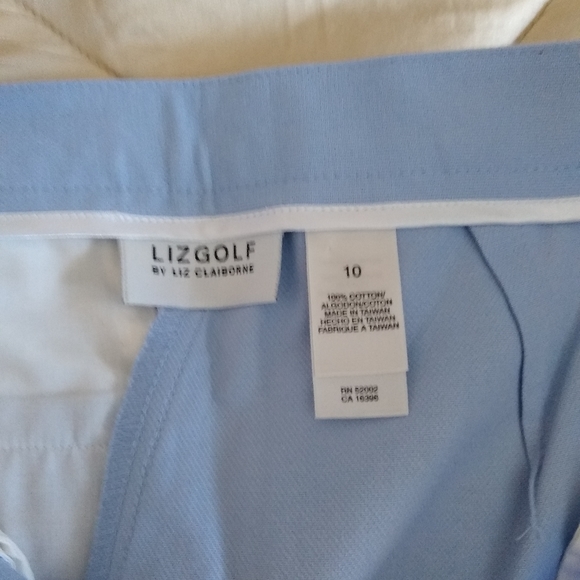 LIZGOLF
BY LIZ CLAIBORNE
10
100% COTTON/
ALGODON/COTON
MADE IN TAIWAN
HECHO EN TAIWAN
FABRIQUE A TAIWAN
RN 52002
CA 16396